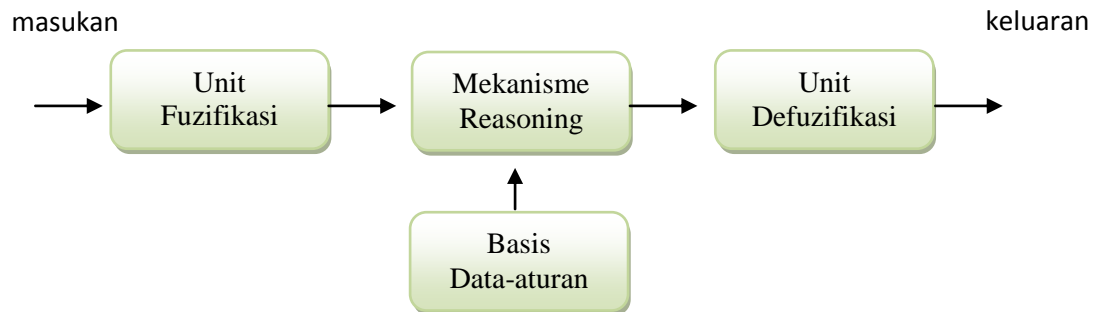 masukan
keluaran
Unit
Fuzifikasi
Mekanisme
Reasoning
Unit
Defuzifikasi
Basis
Data-aturan